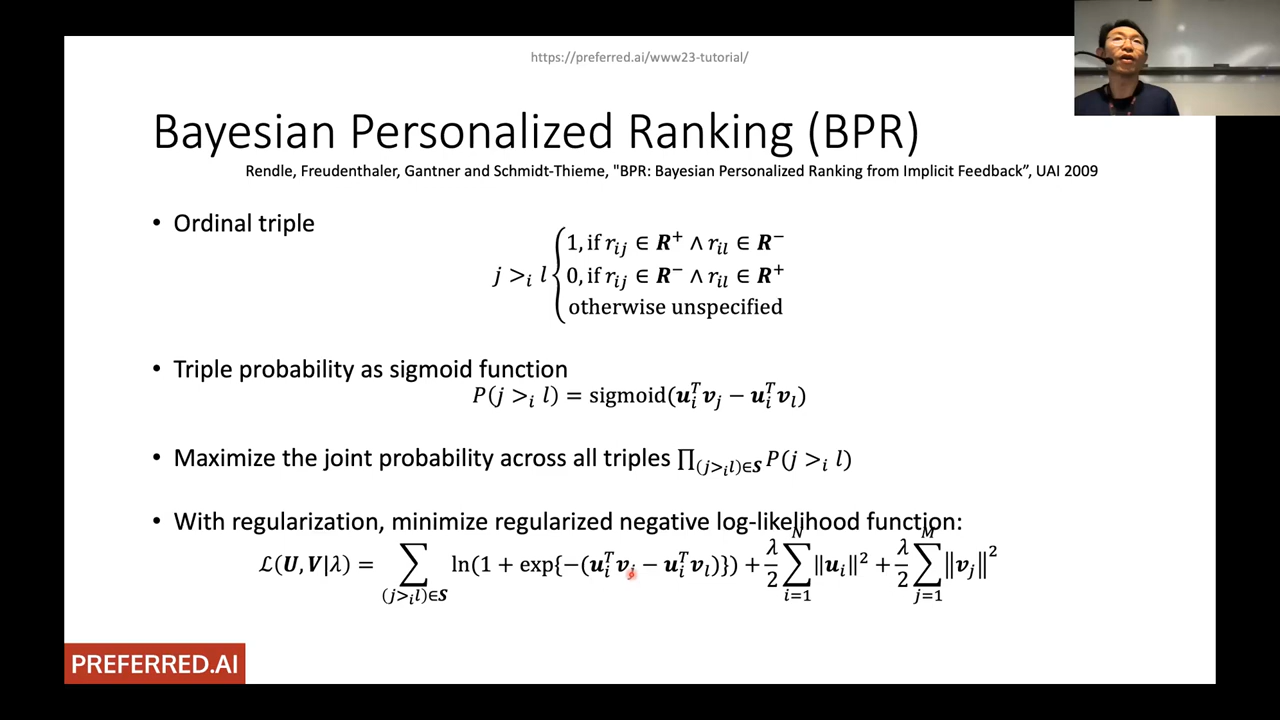 https://preferred.ai/www23-tutorial/
Bayesian Personalized Ranking (BPR)
Rendle, Freudenthaler, Gantner and Schmidt-Thieme, "BPR: Bayesian Personalized Ranking from Implicit Feedback”, UAI 2009
• Ordinal triple
j >_i l { 1, if r_ij ∈ R⁺ ∧ r_il ∈ R⁻
0, if r_ij ∈ R⁻ ∧ r_il ∈ R⁺
otherwise unspecified
• Triple probability as sigmoid function
P(j >_i l) = sigmoid(u_i^T v_j − u_i^T v_l)
• Maximize the joint probability across all triples ∏_(j>_i l)∈S P(j >_i l)
• With regularization, minimize regularized negative log-likelihood function:
ℒ(U, V|λ) = ∑_(j>_i l)∈S ln(1 + exp{−(u_i^T v_j − u_i^T v_l)}) + λ/2 ∑_{i=1}^N ‖u_i‖² + λ/2 ∑_{j=1}^M ‖v_j‖²
PREFERRED.AI